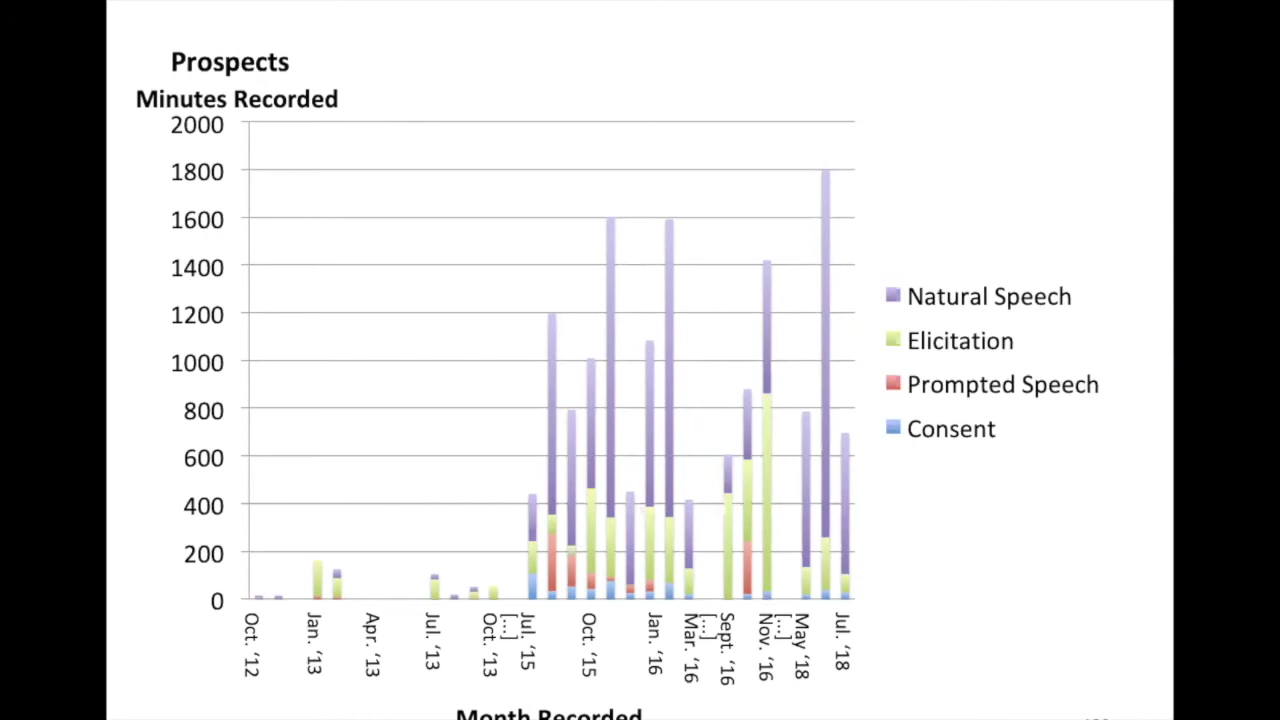 Prospects
Minutes Recorded
2000
1800
1600
1400
1200
1000
800
600
400
200
0
Natural Speech
Elicitation
Prompted Speech
Consent
Oct. ‘12
Jan. ‘13
Apr. ‘13
Jul. ‘13
Oct. ‘13
[...]
Jul. ‘15
Oct. ‘15
Jan. ‘16
Mar. ‘16
[...]
Sept. ‘16
Nov. ‘16
[...]
May ‘18
Jul. ‘18
Month Recorded